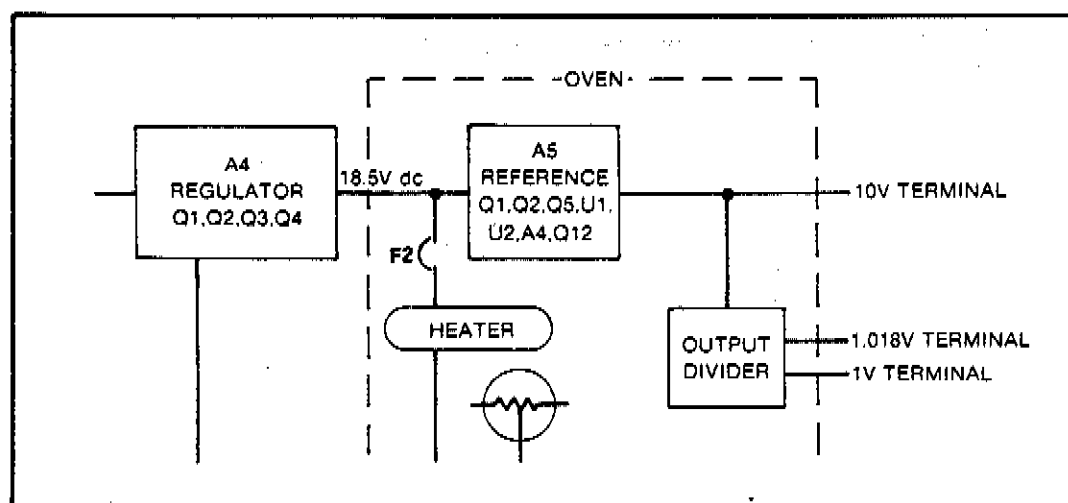 OVEN
A4
REGULATOR
Q1,Q2,Q3,Q4
18.5V dc
A5
REFERENCE
Q1,Q2,Q5,U1,
U2,A4,Q12
10V TERMINAL
F2
HEATER
OUTPUT
DIVIDER
1.018V TERMINAL
1V TERMINAL